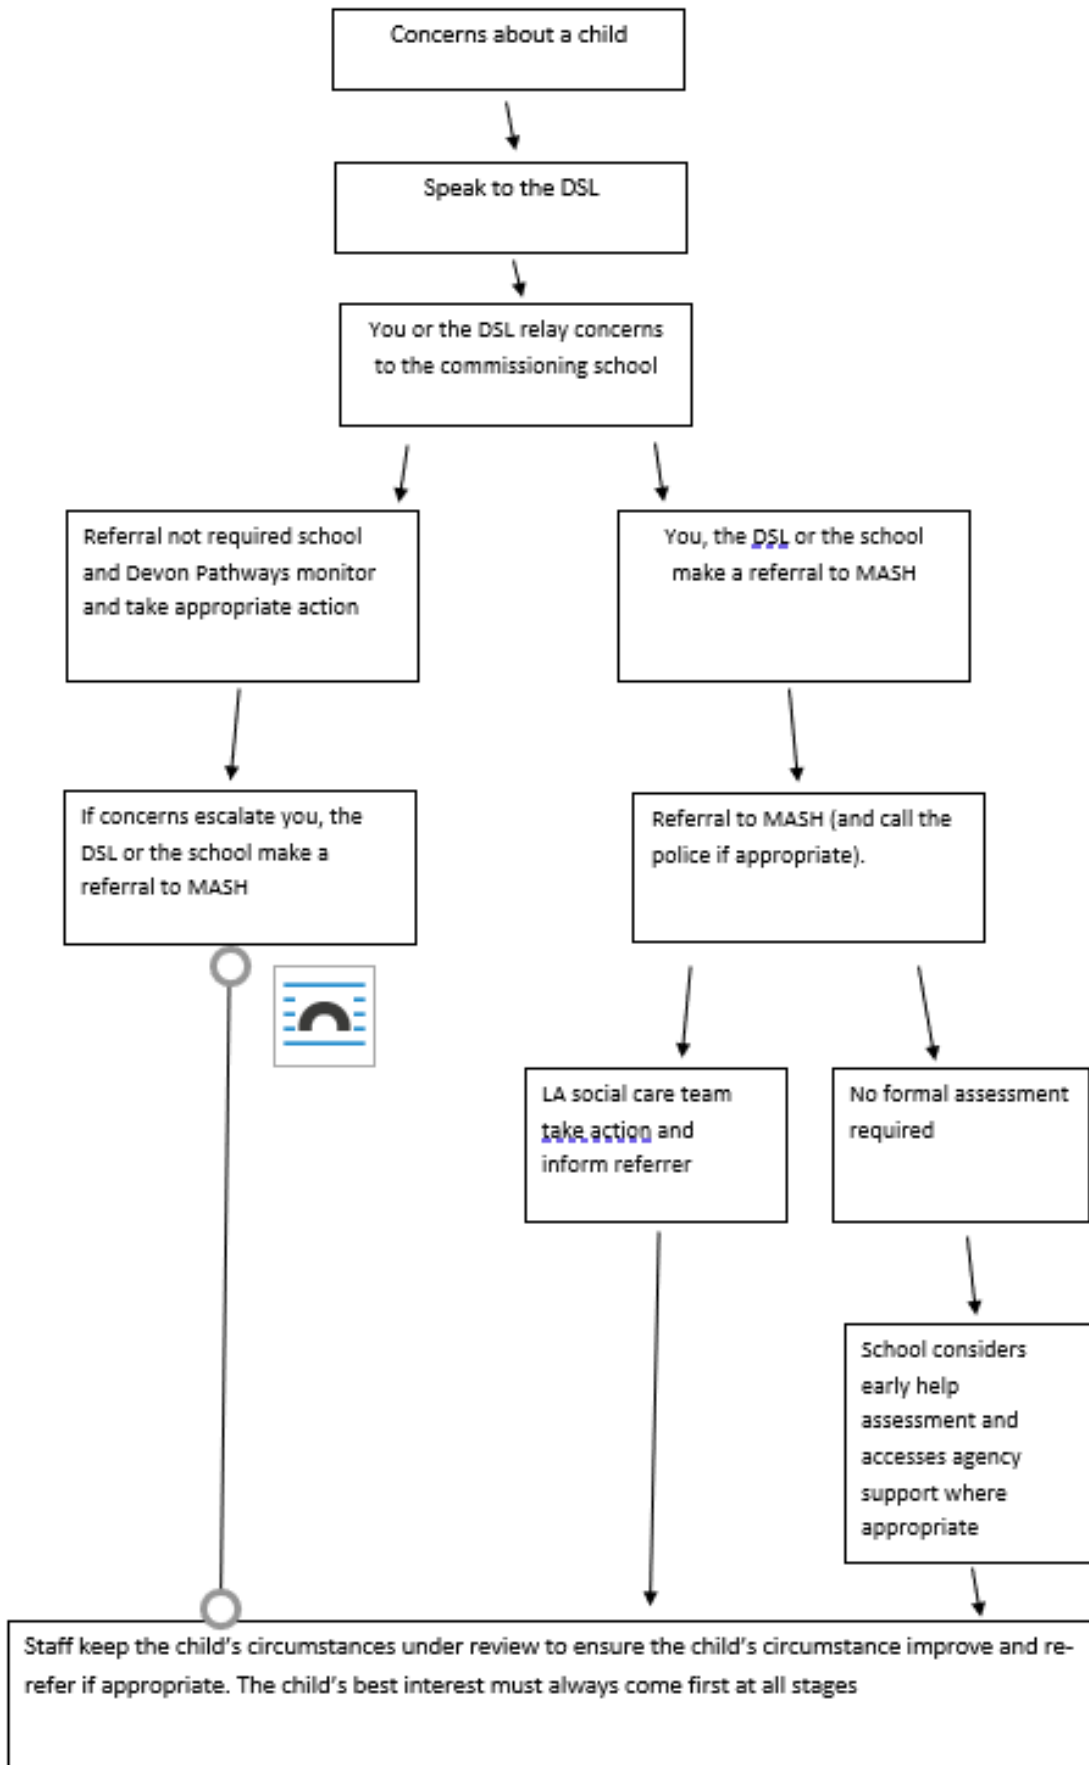 Concerns about a child
Speak to the DSL
You or the DSL relay concerns
to the commissioning school
Referral not required school
and Devon Pathways monitor
and take appropriate action
You, the DSL or the school
make a referral to MASH
If concerns escalate you, the
DSL or the school make a
referral to MASH
Referral to MASH (and call the
police if appropriate).
LA social care team
take action and
inform referrer
No formal assessment
required
School considers
early help
assessment and
accesses agency
support where
appropriate
Staff keep the child's circumstances under review to ensure the child's circumstance improve and re-
refer if appropriate. The child's best interest must always come first at all stages